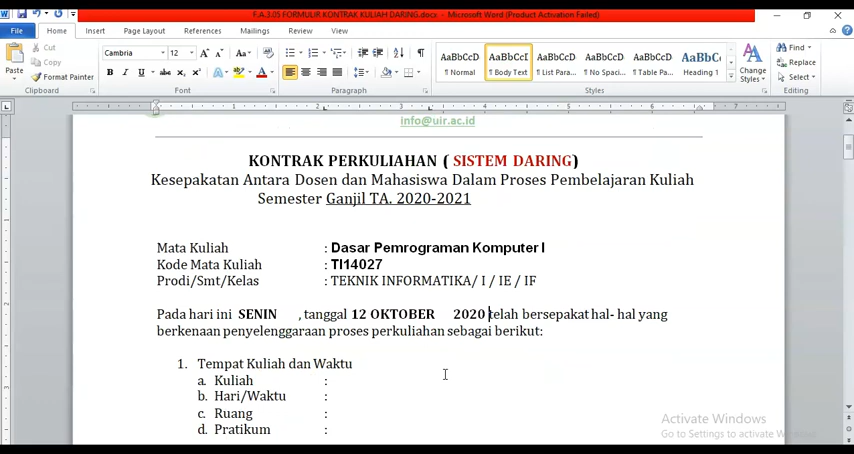 F.A.3.05 FORMULIR KONTRAK KULIAH DARING.docx - Microsoft Word (Product Activation Failed)
File Home Insert Page Layout References Mailings Review View
Paste Cut Copy Format Painter Clipboard
Cambria 12 Font
Paragraph
AaBbCcD AaBbCcI AaBbCcD AaBbCcD AaBbCcD AaBbC
¶ Normal ¶ Body Text ¶ List Para... ¶ No Spaci... ¶ Table Pa... Heading 1
Change Styles Styles
Find Replace Select Editing
info@uir.ac.id
KONTRAK PERKULIAHAN ( SISTEM DARING)
Kesepakatan Antara Dosen dan Mahasiswa Dalam Proses Pembelajaran Kuliah
Semester Ganjil TA. 2020-2021
Mata Kuliah : Dasar Pemrograman Komputer I
Kode Mata Kuliah : TI14027
Prodi/Smt/Kelas : TEKNIK INFORMATIKA/ I / IE / IF
Pada hari ini SENIN , tanggal 12 OKTOBER 2020 telah bersepakat hal- hal yang
berkenaan penyelenggaraan proses perkuliahan sebagai berikut:
1. Tempat Kuliah dan Waktu
a. Kuliah :
b. Hari/Waktu :
c. Ruang :
d. Pratikum :
Activate Windows
Go to Settings to activate Windows